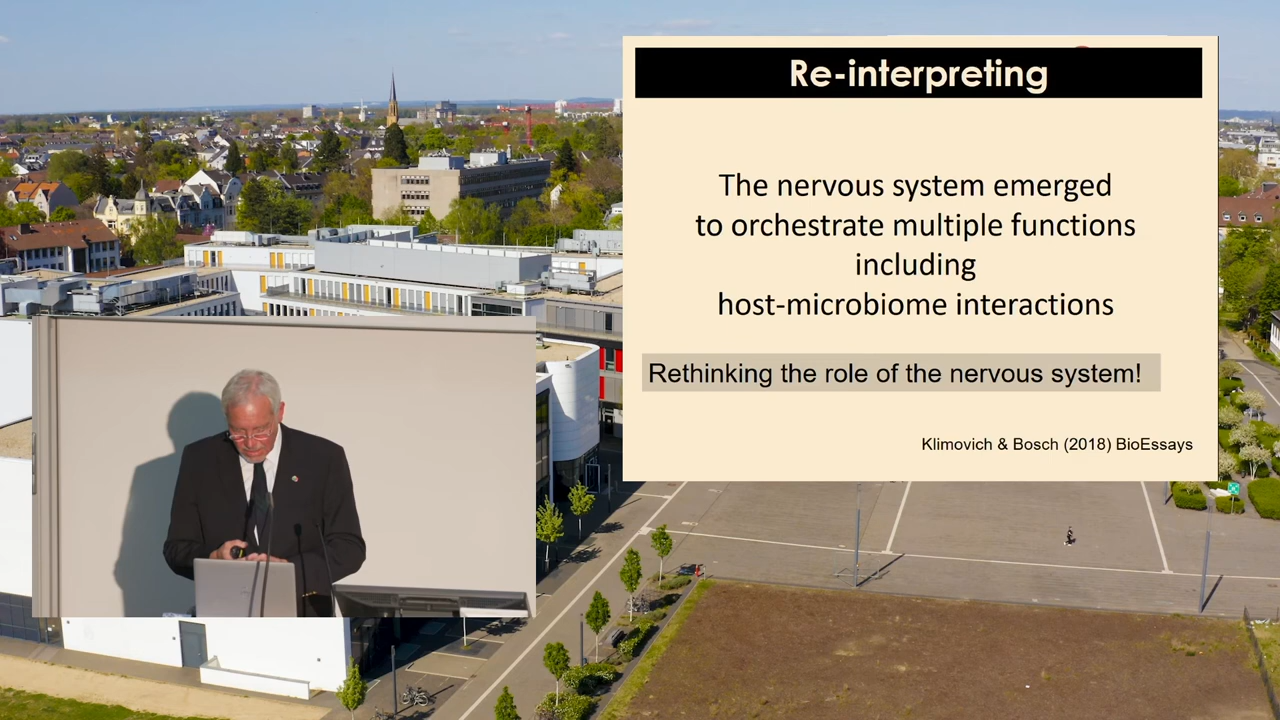 Re-interpreting
The nervous system emerged
to orchestrate multiple functions
including
host-microbiome interactions
Rethinking the role of the nervous system!
Klimovich & Bosch (2018) BioEssays